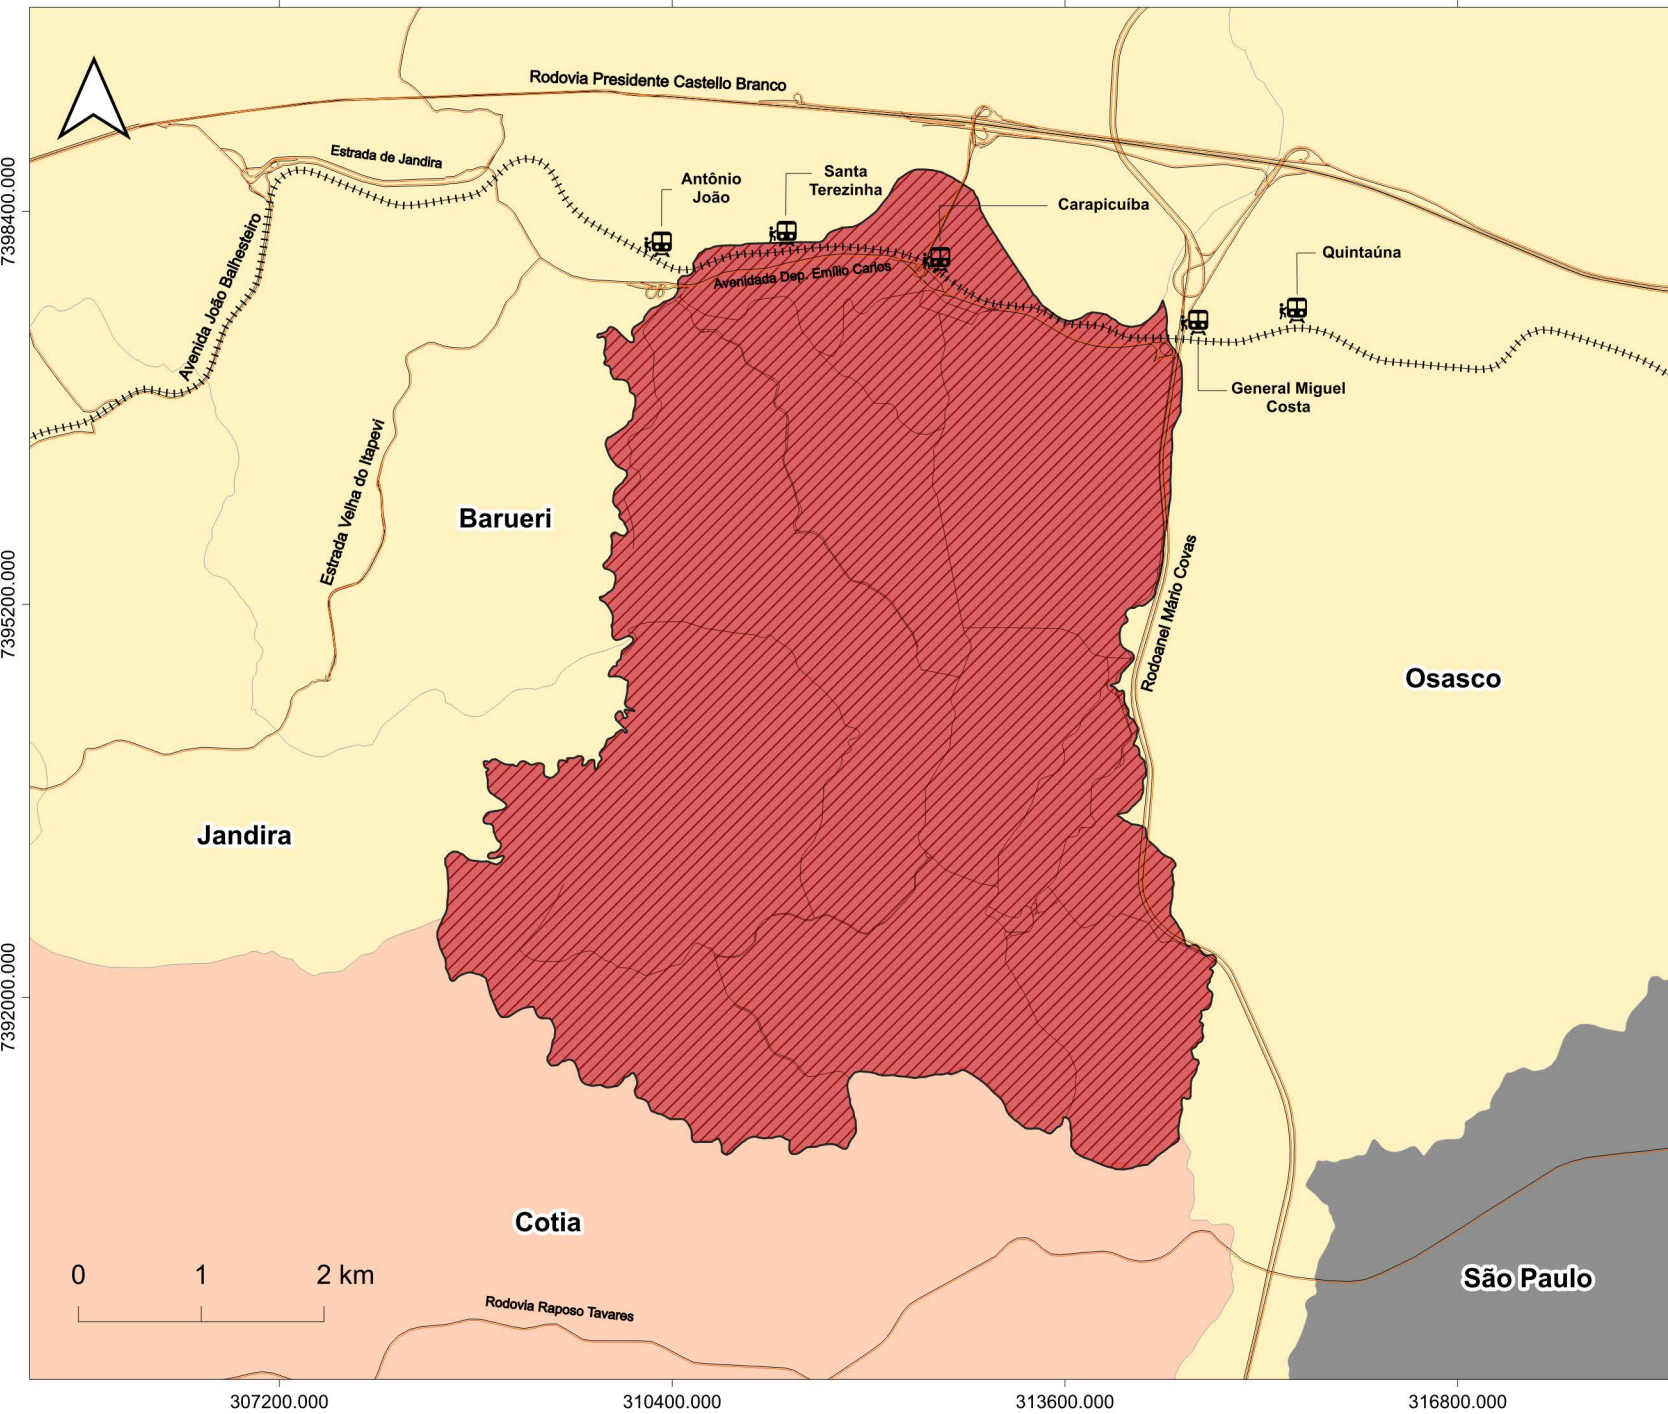 Rodovia Presidente Castello Branco
Estrada de Jandira
Antônio
João
Santa
Terezinha
Carapicuíba
Quintaúna
7398400.000
Avenida João Balhesteiro
Avenidada Dep. Emílio Carlos
General Miguel
Costa
Estrada Velha do Itapevi
Barueri
Rodoanel Mário Covas
7395200.000
Osasco
Jandira
7392000.000
Cotia
São Paulo
0 1 2 km
Rodovia Raposo Tavares
307200.000 310400.000 313600.000 316800.000